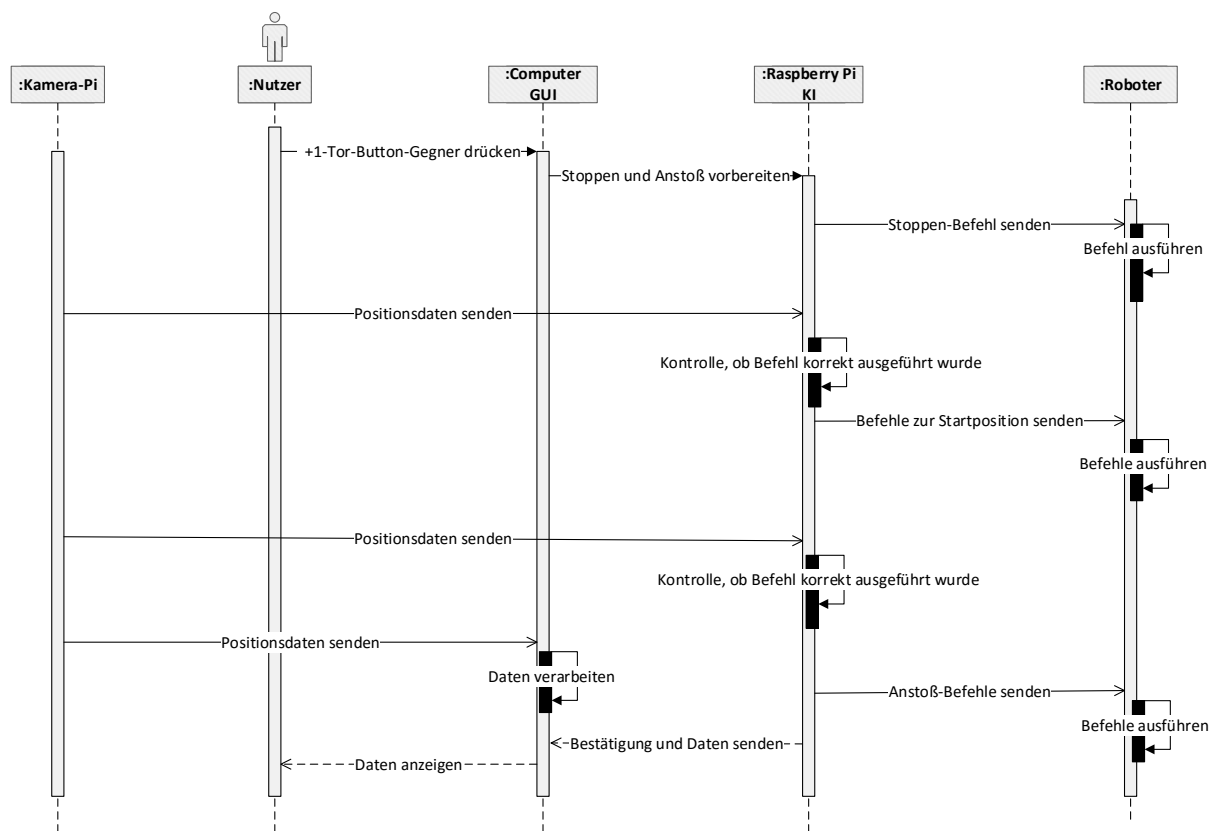 :Kamera-Pi
:Nutzer
:Computer
GUI
:Raspberry Pi
KI
:Roboter
+1-Tor-Button-Gegner drücken
Stoppen und Anstoß vorbereiten
Stoppen-Befehl senden
Befehl ausführen
Positionsdaten senden
Kontrolle, ob Befehl korrekt ausgeführt wurde
Befehle zur Startposition senden
Befehle ausführen
Positionsdaten senden
Kontrolle, ob Befehl korrekt ausgeführt wurde
Positionsdaten senden
Daten verarbeiten
Anstoß-Befehle senden
Befehle ausführen
Bestätigung und Daten senden
Daten anzeigen